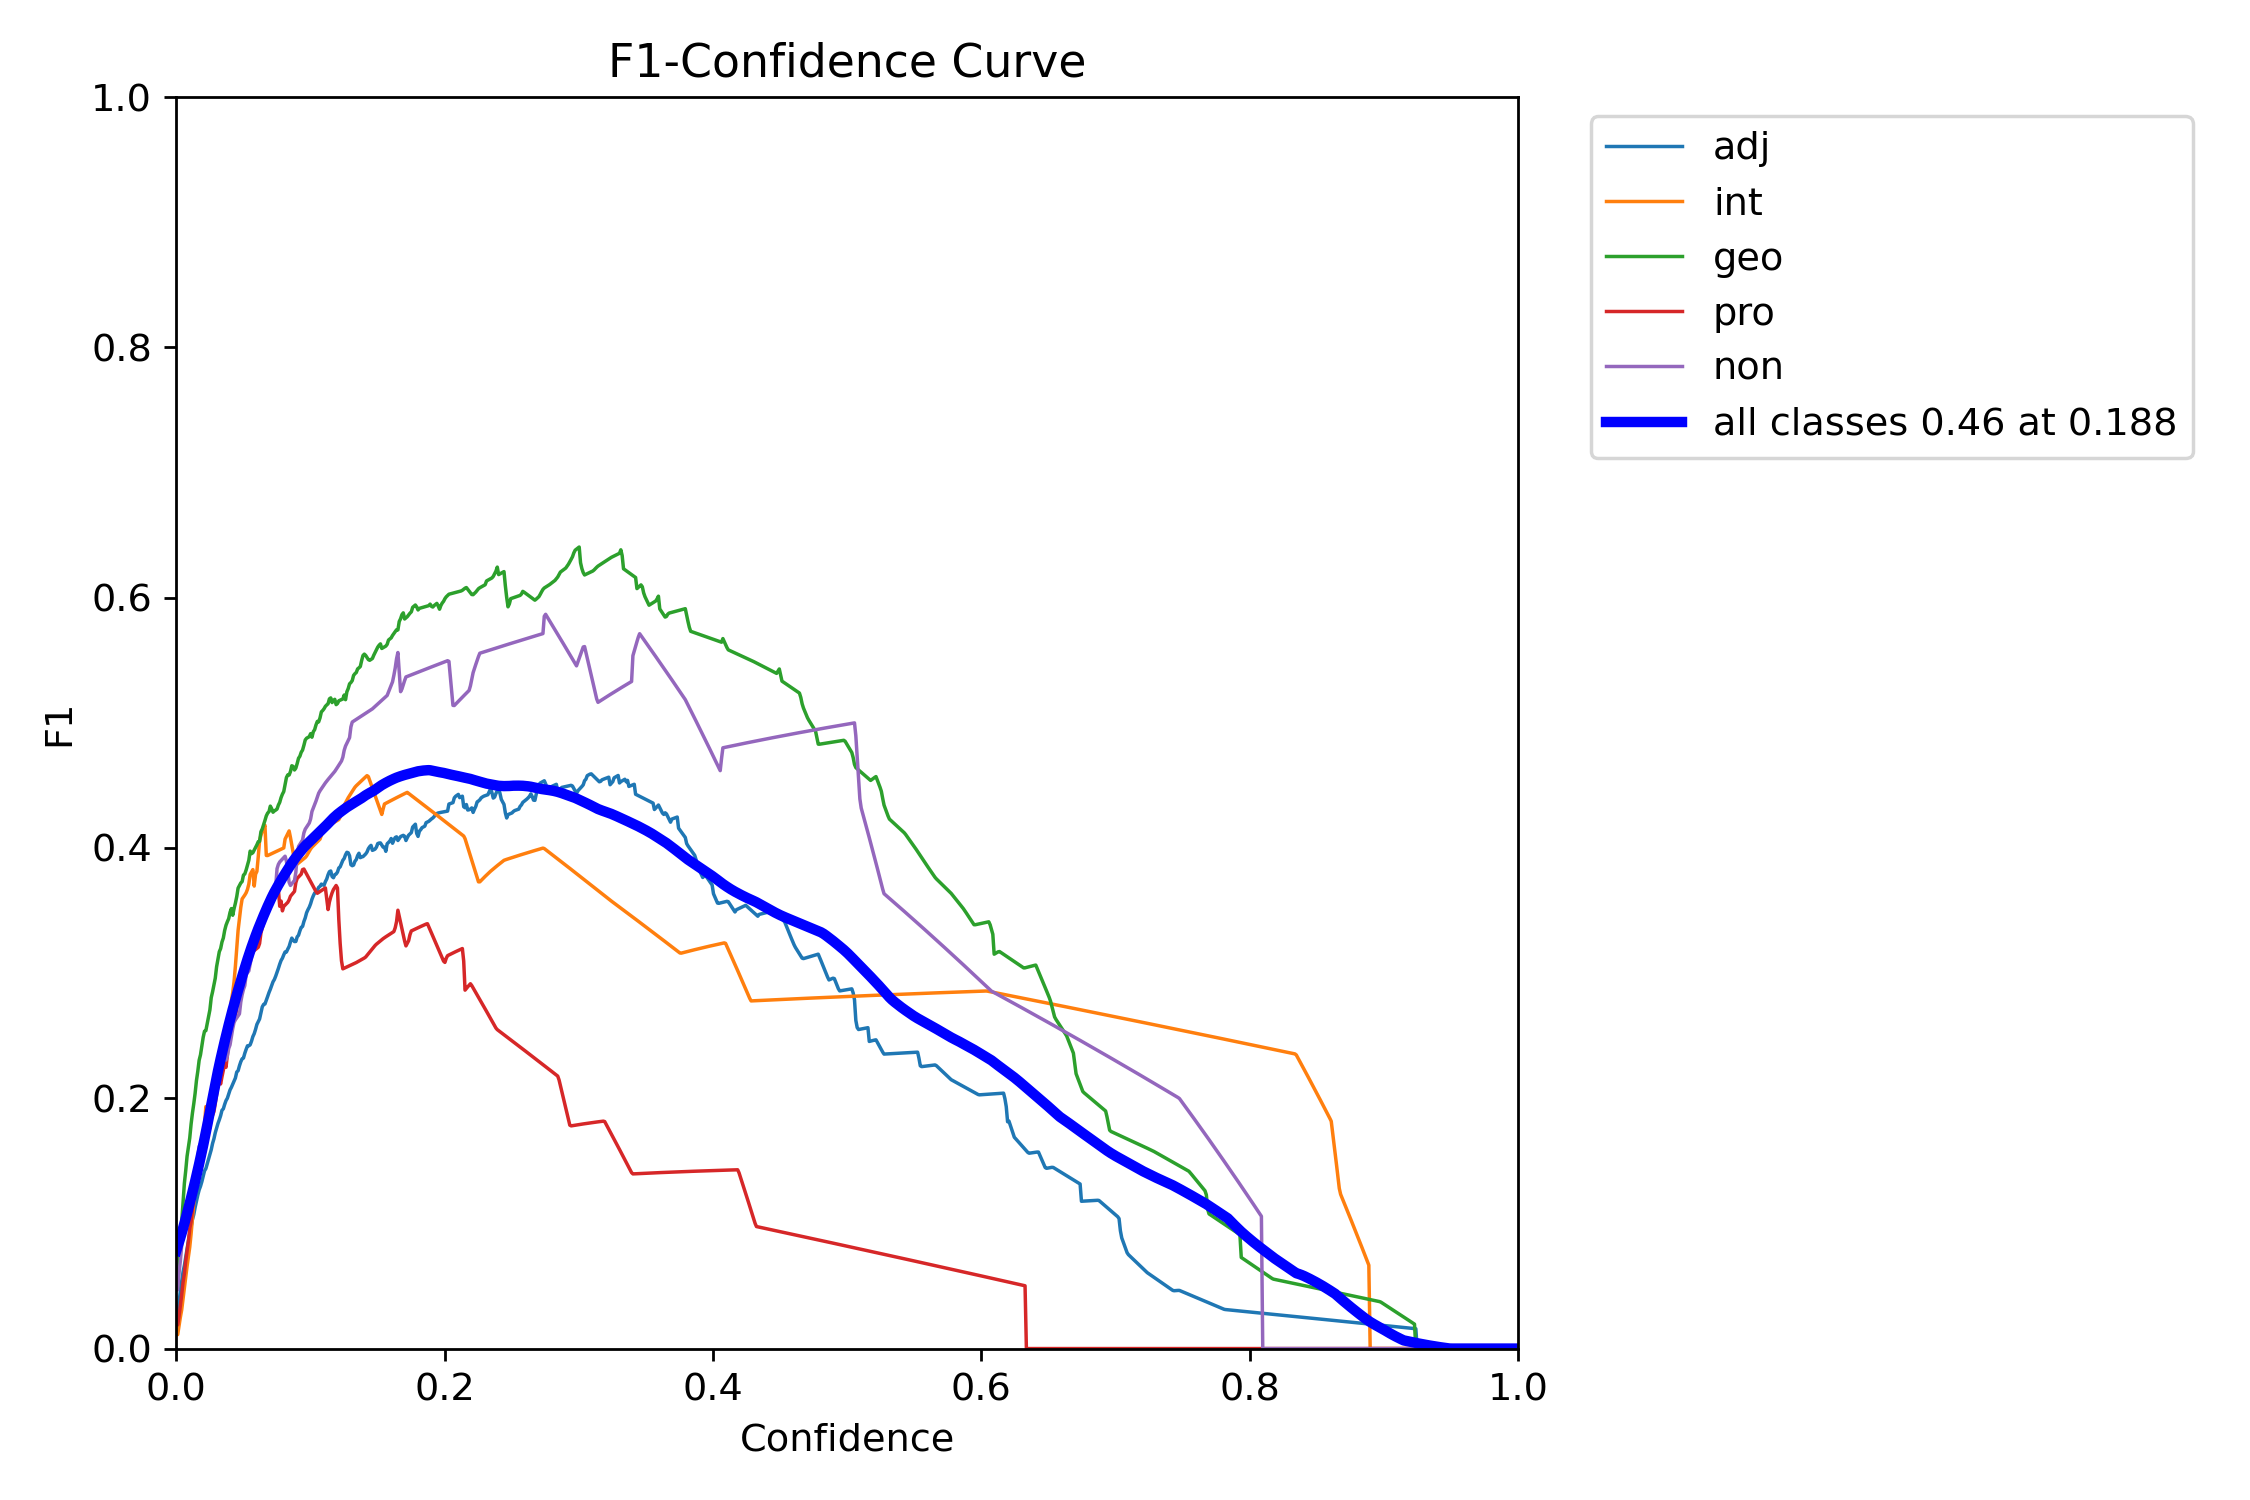 F1-Confidence Curve
1.0
0.8
0.6
0.4
0.2
0.0
F1
0.0 0.2 0.4 0.6 0.8 1.0
Confidence
adj
int
geo
pro
non
all classes 0.46 at 0.188